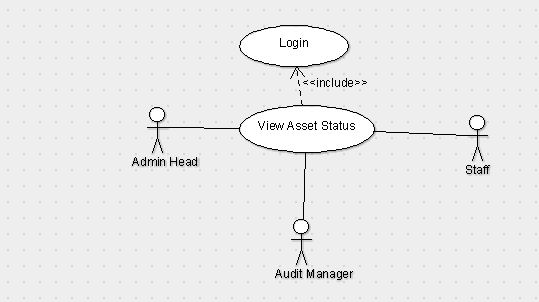 Login
<<include>>
View Asset Status
Admin Head
Staff
Audit Manager